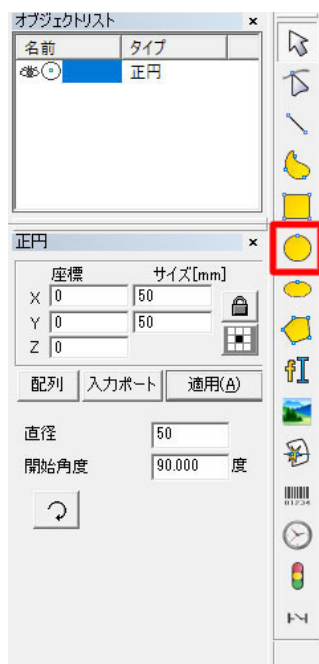 オブジェクトリスト ×
名前 タイプ
正円
正円 ×
座標 サイズ[mm]
X 0 50
Y 0 50
Z 0
配列 入力ポート 適用(A)
直径 50
開始角度 90.000 度
fI
01234